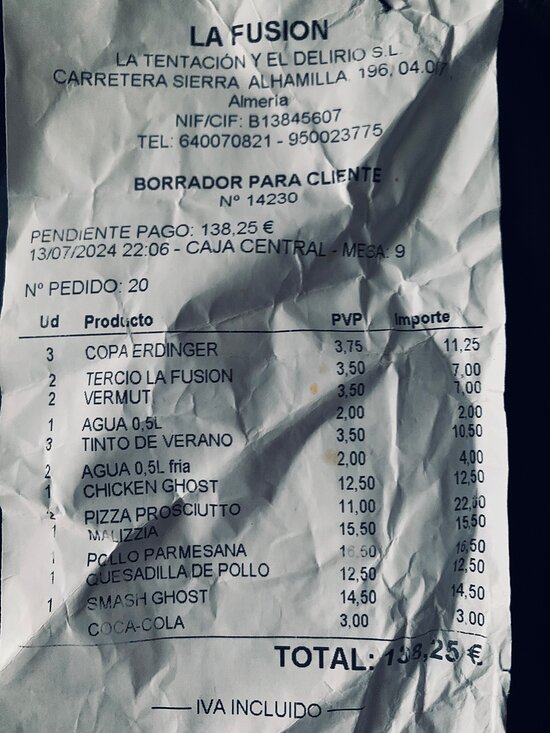 LA FUSION
LA TENTACIÓN Y EL DELIRIO S.L.
CARRETERA SIERRA ALHAMILLA, 196, 04.0
Almería
NIF/CIF: B13845607
TEL: 640070821 - 950023775
BORRADOR PARA CLIENTE
Nº 14230
PENDIENTE PAGO: 138,25 €
13/07/2024 22:06 - CAJA CENTRAL - MESA: 9
Nº PEDIDO: 20
Ud Producto PVP Importe
3 COPA ERDINGER 3,75 11,25
2 TERCIO LA FUSION 3,50 7,00
2 VERMUT 3,50 7,00
1 AGUA 0,5L 2,00 2,00
3 TINTO DE VERANO 3,50 10,50
2 AGUA 0,5L fria 2,00 4,00
1 CHICKEN GHOST 12,50 12,50
2 PIZZA PROSCIUTTO 11,00 22,00
1 MALIZZIA 15,50 15,50
1 POLLO PARMESANA 16,50 16,50
1 QUESADILLA DE POLLO 12,50 12,50
1 SMASH GHOST 14,50 14,50
1 COCA-COLA 3,00 3,00
TOTAL: 138,25 €
IVA INCLUIDO